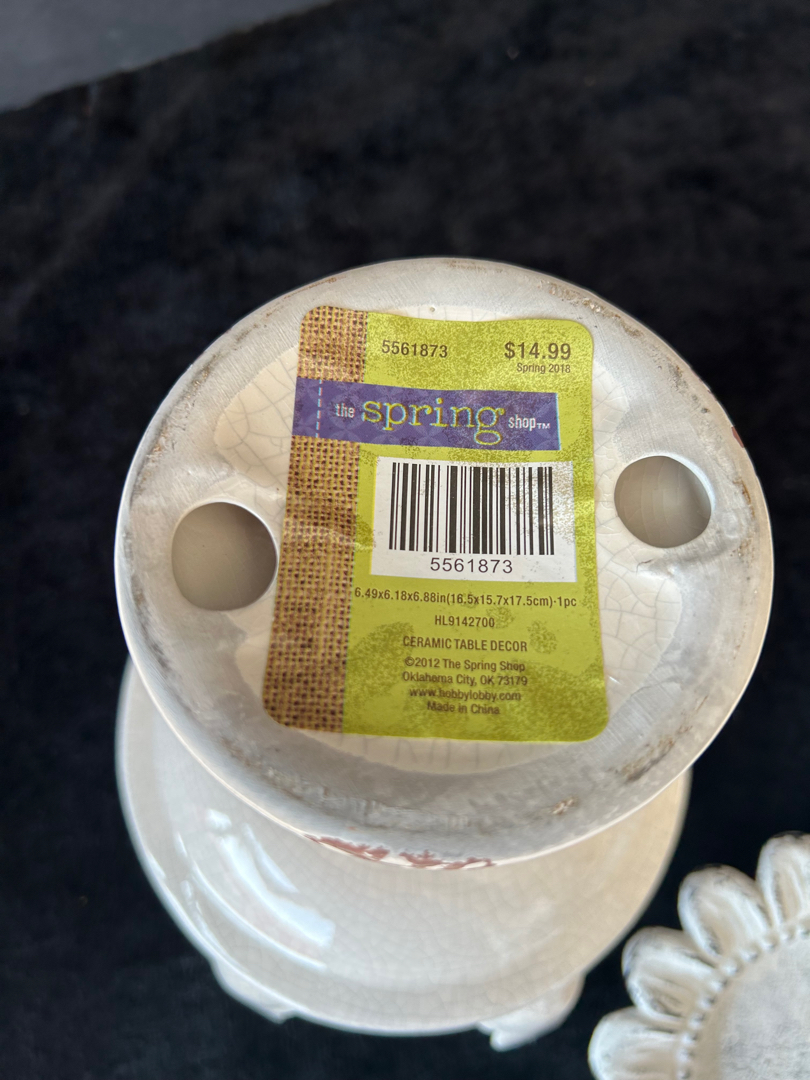 5561873 $14.99
Spring 2018
the spring shop™
5561873
6.49x6.18x6.88in(16.5x15.7x17.5cm)-1pc
HL9142700
CERAMIC TABLE DECOR
©2012 The Spring Shop
Oklahoma City, OK 73179
www.hobbylobby.com
Made in China